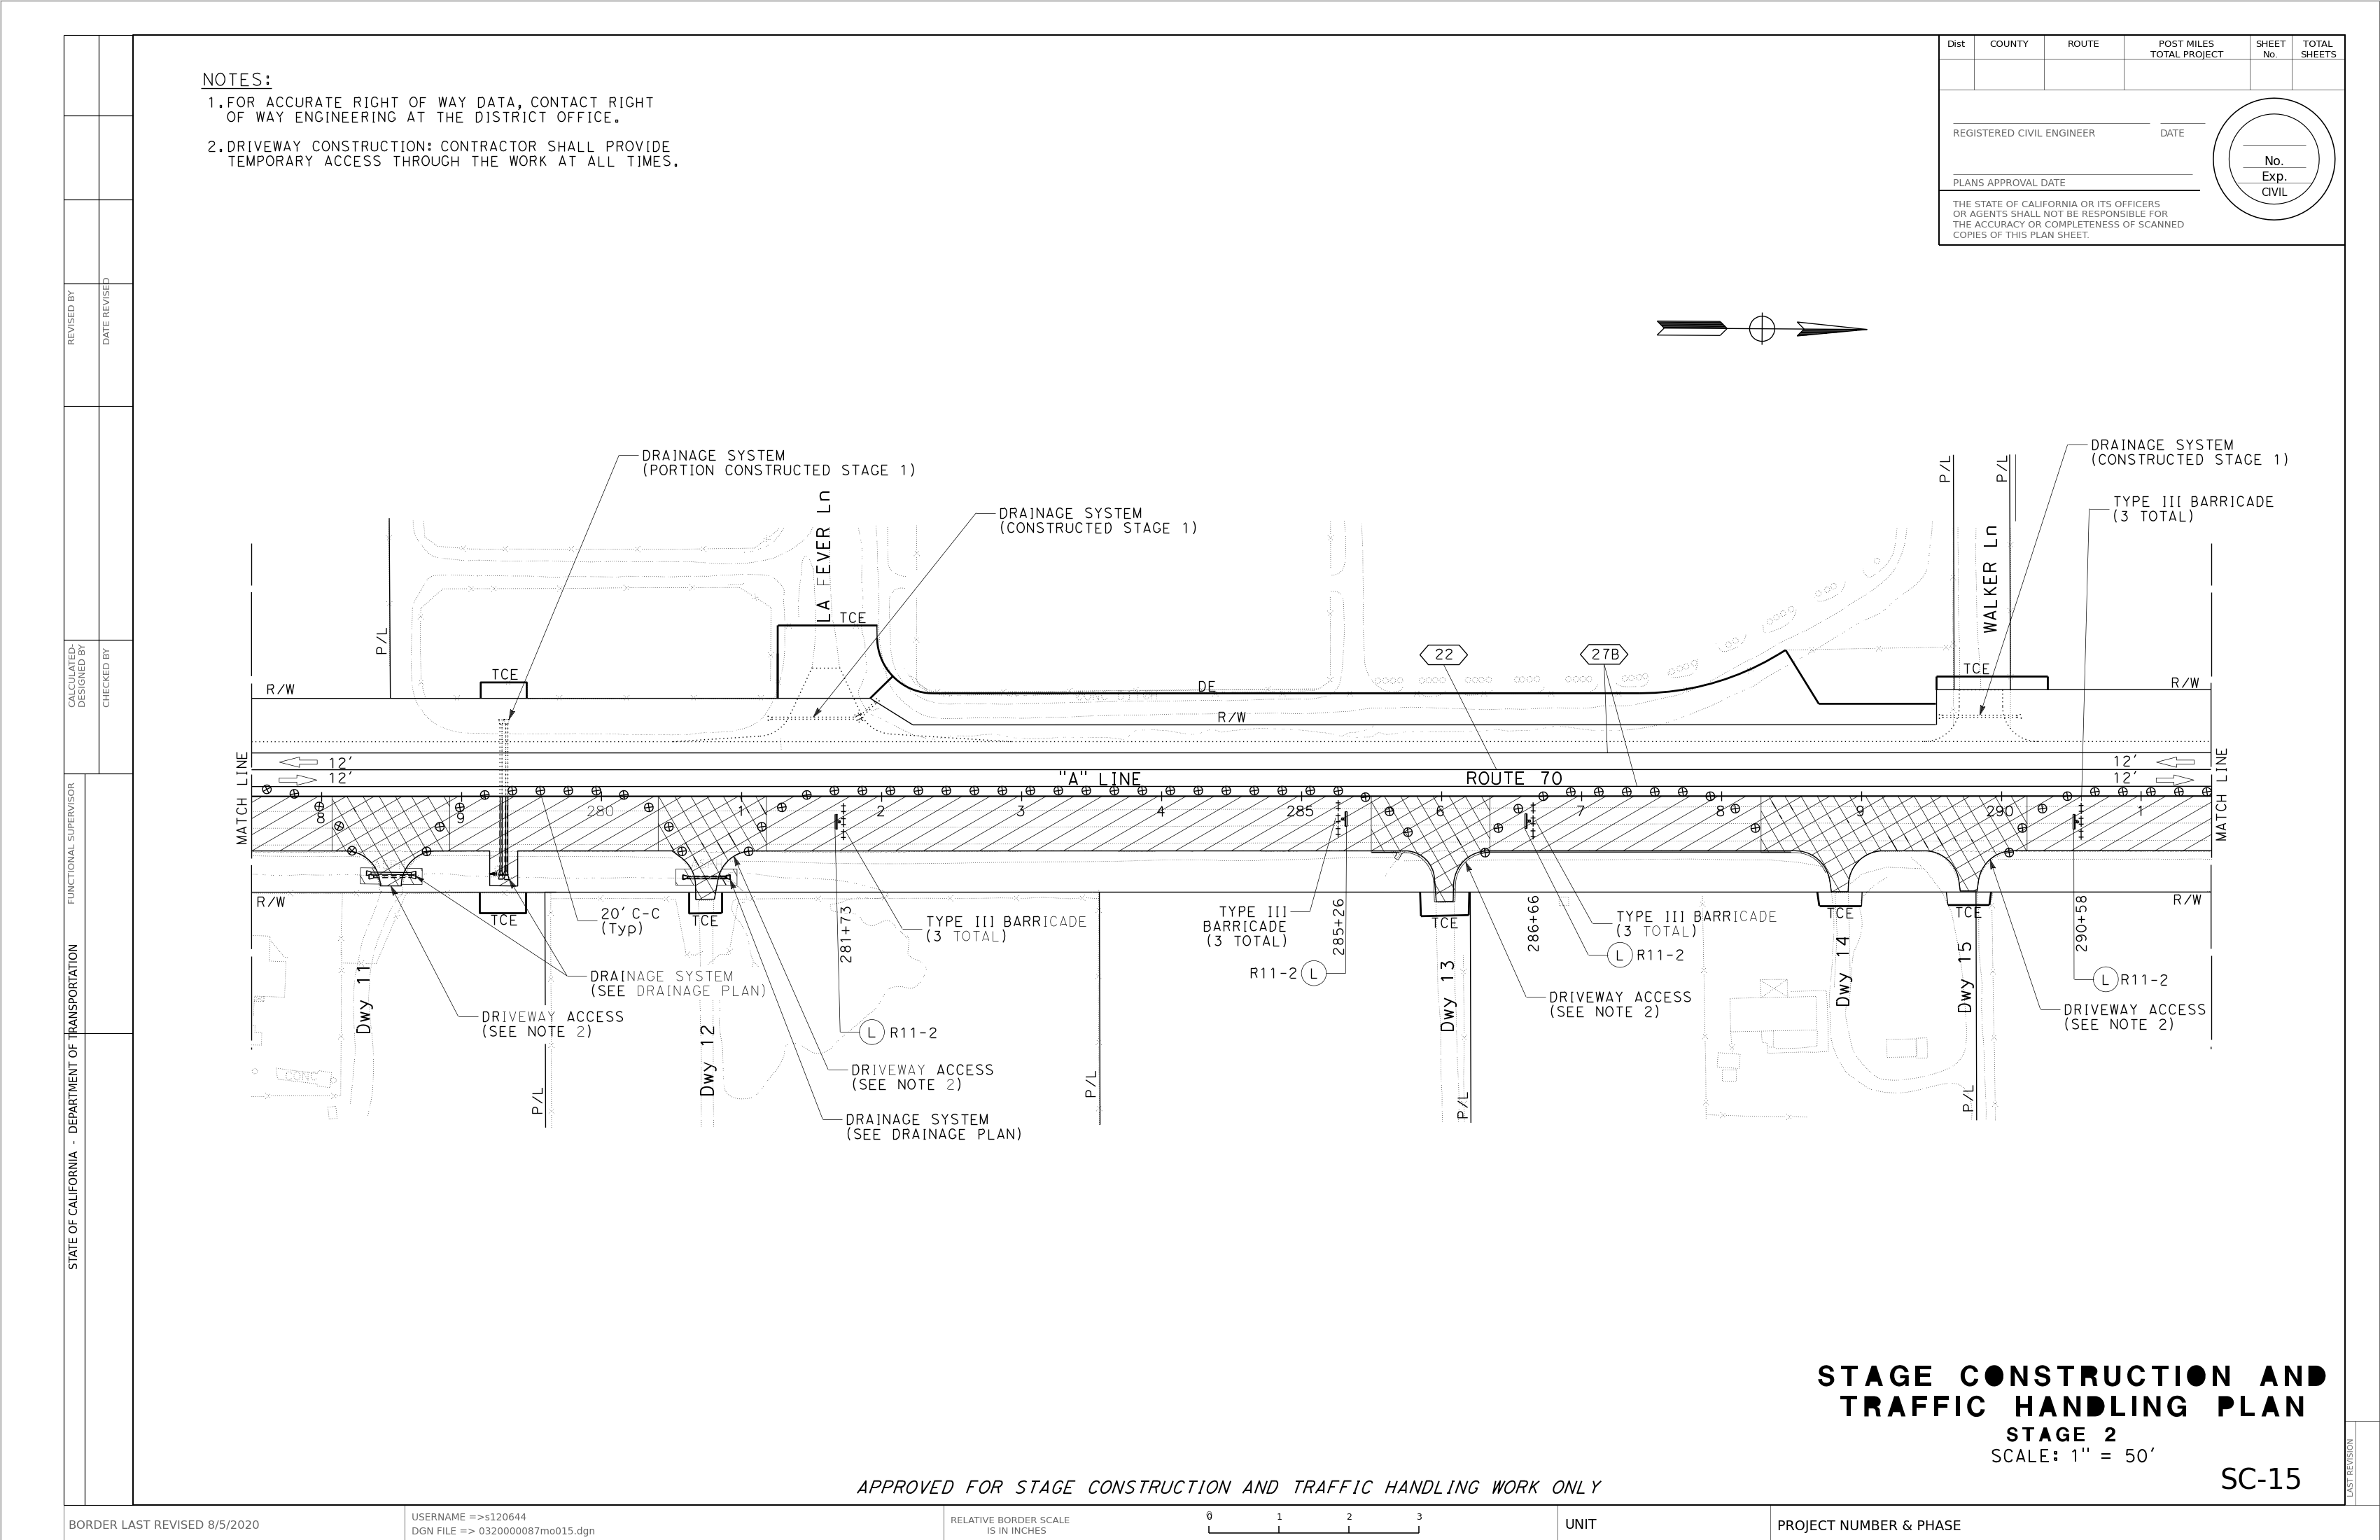 NOTES:
1. FOR ACCURATE RIGHT OF WAY DATA, CONTACT RIGHT
OF WAY ENGINEERING AT THE DISTRICT OFFICE.
2. DRIVEWAY CONSTRUCTION: CONTRACTOR SHALL PROVIDE
TEMPORARY ACCESS THROUGH THE WORK AT ALL TIMES.
Dist
COUNTY
ROUTE
POST MILES
TOTAL PROJECT
SHEET
No.
TOTAL
SHEETS
REGISTERED CIVIL ENGINEER
DATE
PLANS APPROVAL DATE
No.
Exp.
CIVIL
THE STATE OF CALIFORNIA OR ITS OFFICERS
OR AGENTS SHALL NOT BE RESPONSIBLE FOR
THE ACCURACY OR COMPLETENESS OF SCANNED
COPIES OF THIS PLAN SHEET.
REVISED BY
DATE REVISED
CALCULATED-
DESIGNED BY
CHECKED BY
FUNCTIONAL SUPERVISOR
STATE OF CALIFORNIA - DEPARTMENT OF TRANSPORTATION
DRAINAGE SYSTEM
(PORTION CONSTRUCTED STAGE 1)
DRAINAGE SYSTEM
(CONSTRUCTED STAGE 1)
DRAINAGE SYSTEM
(CONSTRUCTED STAGE 1)
TYPE III BARRICADE
(3 TOTAL)
P/L
LA FEVER Ln
TCE
TCE
R/W
P/L
P/L
WALKER Ln
TCE
R/W
22
27B
DE
CONC DITCH
R/W
MATCH LINE
12'
12'
"A" LINE
ROUTE 70
12'
12'
MATCH LINE
8
9
280
1
2
3
4
285
6
7
8
9
290
1
R/W
TCE
20' C-C
(Typ)
TCE
281+73
TYPE III BARRICADE
(3 TOTAL)
TYPE III
BARRICADE
(3 TOTAL)
285+26
TCE
286+66
TYPE III BARRICADE
(3 TOTAL)
TCE
TCE
290+58
R/W
R11-2
L
L
R11-2
L
R11-2
Dwy 11
DRAINAGE SYSTEM
(SEE DRAINAGE PLAN)
DRIVEWAY ACCESS
(SEE NOTE 2)
Dwy 12
L
R11-2
DRIVEWAY ACCESS
(SEE NOTE 2)
DRAINAGE SYSTEM
(SEE DRAINAGE PLAN)
Dwy 13
DRIVEWAY ACCESS
(SEE NOTE 2)
Dwy 14
Dwy 15
DRIVEWAY ACCESS
(SEE NOTE 2)
CONC
P/L
P/L
P/L
P/L
STAGE CONSTRUCTION AND
TRAFFIC HANDLING PLAN
STAGE 2
SCALE: 1" = 50'
SC-15
APPROVED FOR STAGE CONSTRUCTION AND TRAFFIC HANDLING WORK ONLY
LAST REVISION
BORDER LAST REVISED 8/5/2020
USERNAME =>s120644
DGN FILE => 0320000087mo015.dgn
RELATIVE BORDER SCALE
IS IN INCHES
0
1
2
3
UNIT
PROJECT NUMBER & PHASE